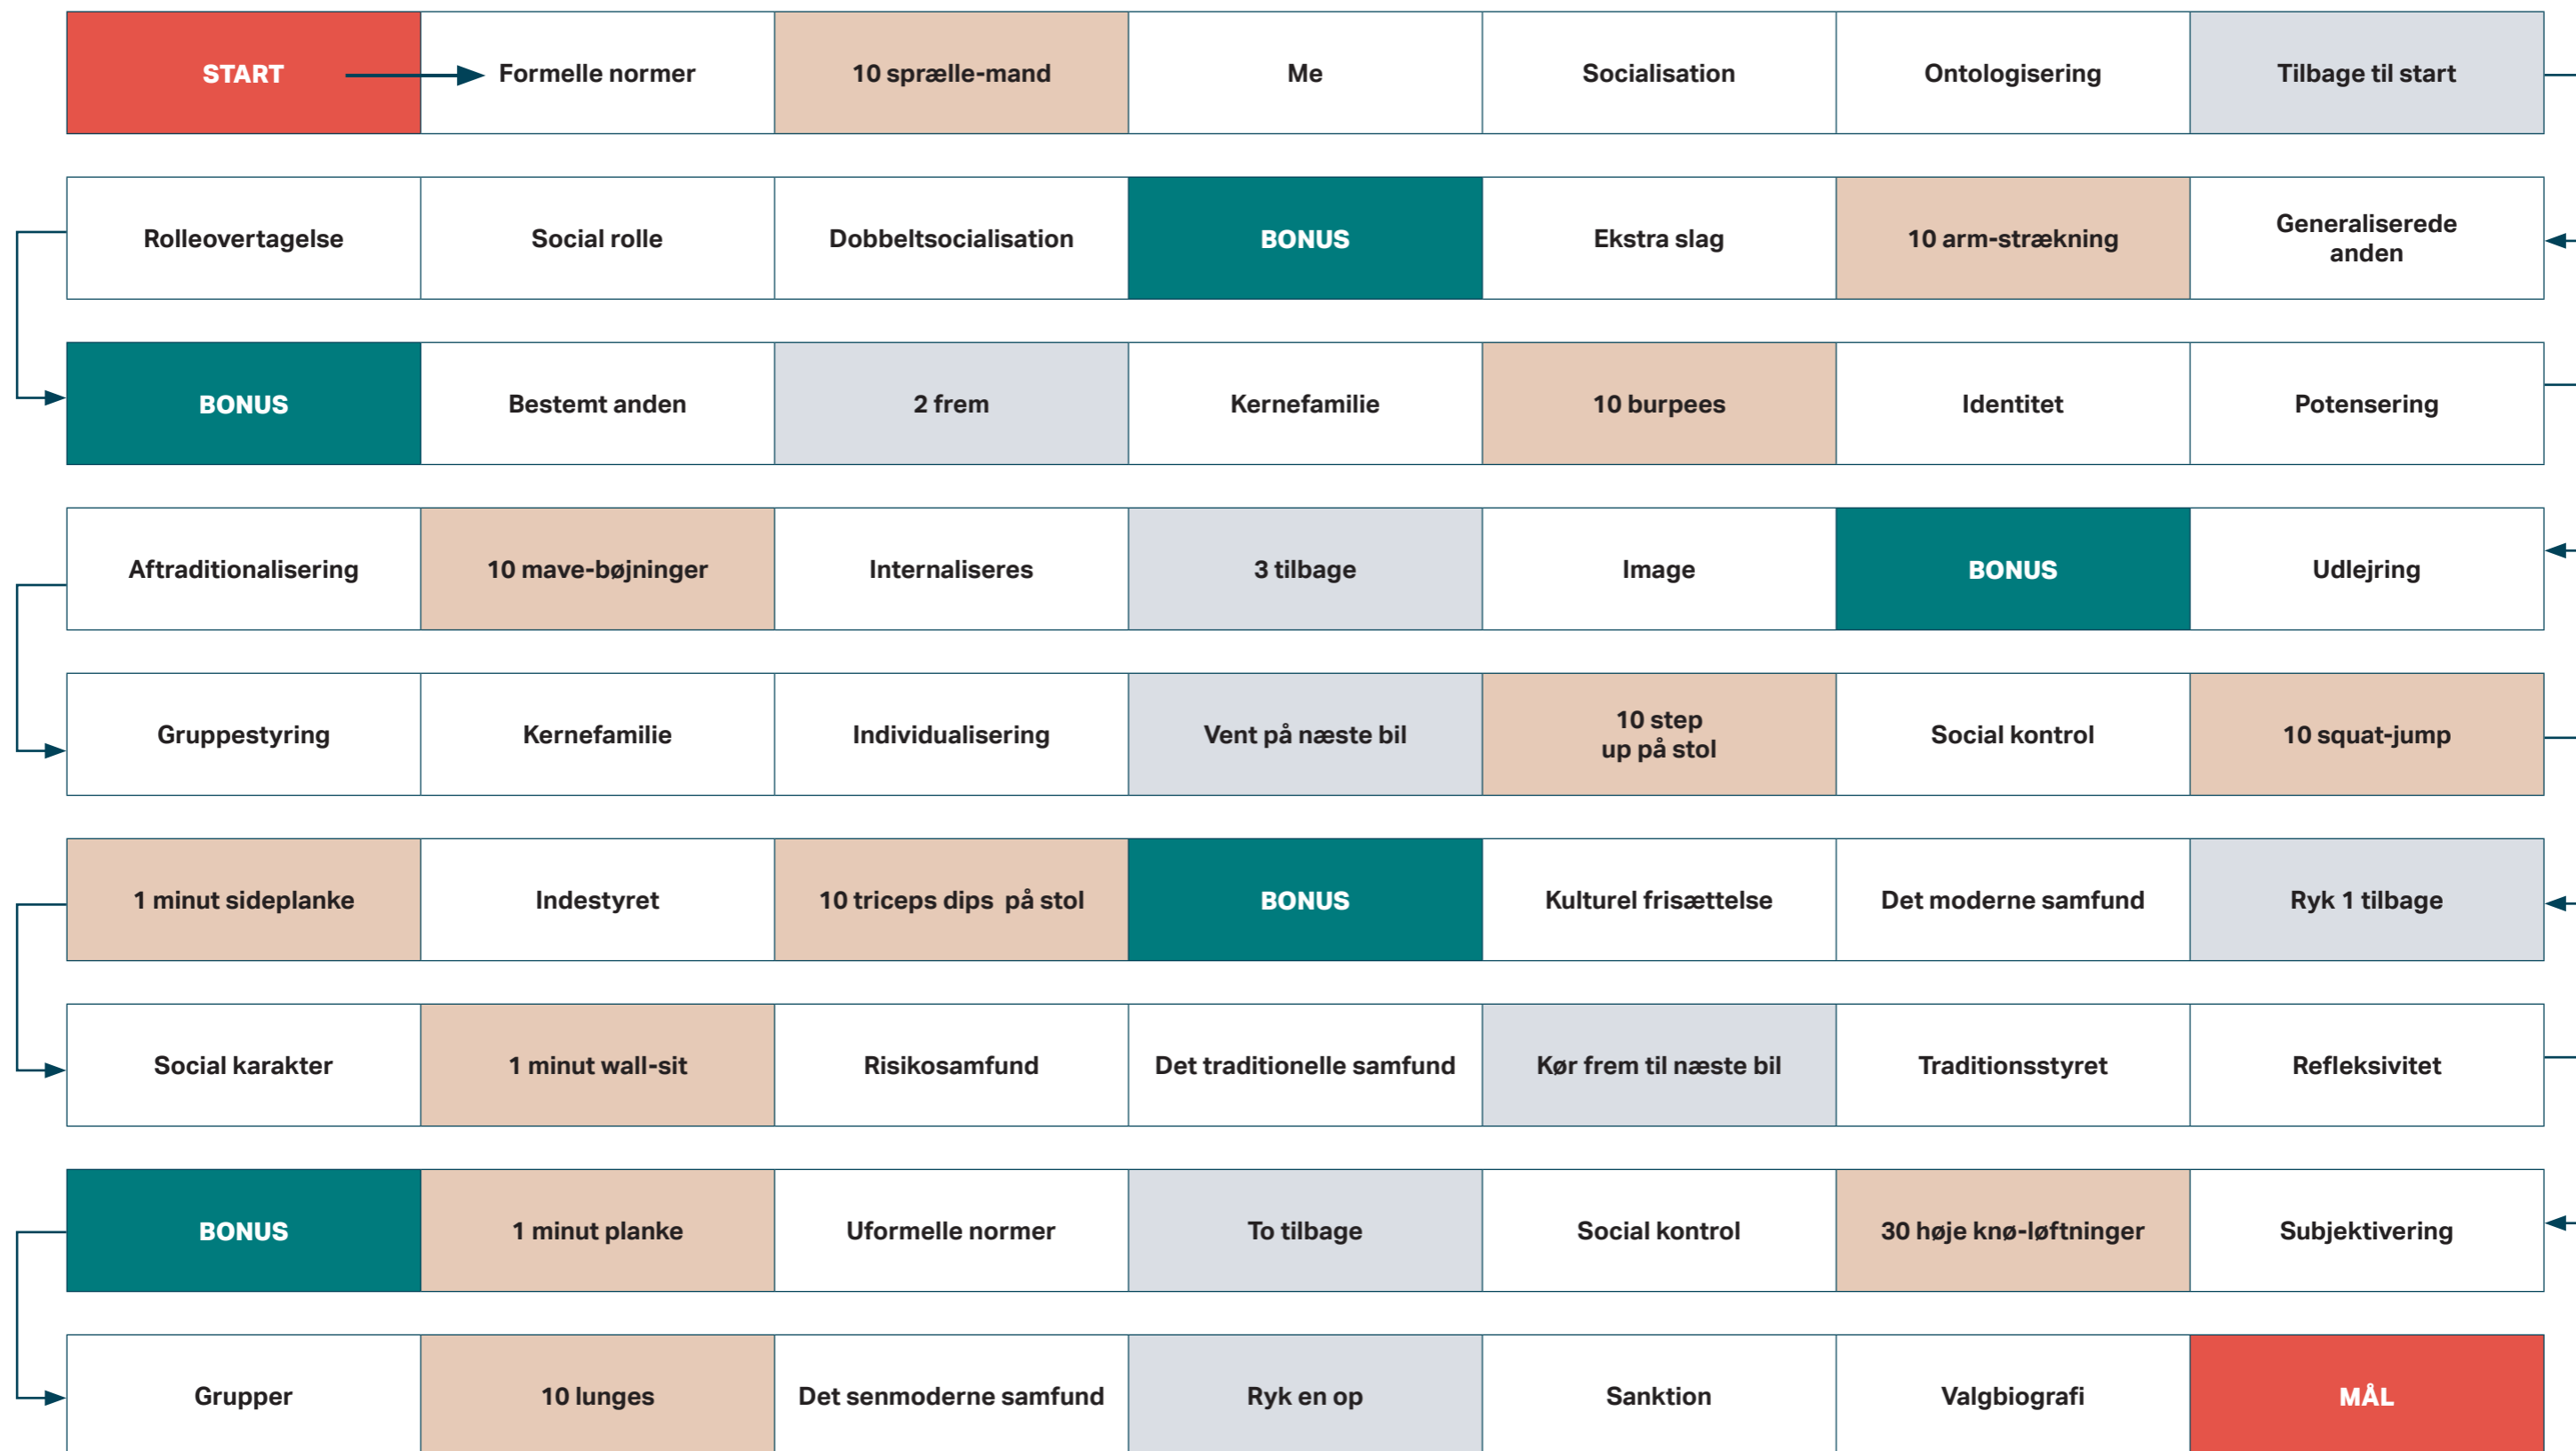 START
Formelle normer
10 sprælle-mand
Me
Socialisation
Ontologisering
Tilbage til start
Rolleovertagelse
Social rolle
Dobbeltsocialisation
BONUS
Ekstra slag
10 arm-strækning
Generaliserede
anden
BONUS
Bestemt anden
2 frem
Kernefamilie
10 burpees
Identitet
Potensering
Aftraditionalisering
10 mave-bøjninger
Internaliseres
3 tilbage
Image
BONUS
Udlejring
Gruppestyring
Kernefamilie
Individualisering
Vent på næste bil
10 step
up på stol
Social kontrol
10 squat-jump
1 minut sideplanke
Indestyret
10 triceps dips på stol
BONUS
Kulturel frisættelse
Det moderne samfund
Ryk 1 tilbage
Social karakter
1 minut wall-sit
Risikosamfund
Det traditionelle samfund
Kør frem til næste bil
Traditionsstyret
Refleksivitet
BONUS
1 minut planke
Uformelle normer
To tilbage
Social kontrol
30 høje knø-løftninger
Subjektivering
Grupper
10 lunges
Det senmoderne samfund
Ryk en op
Sanktion
Valgbiografi
MÅL